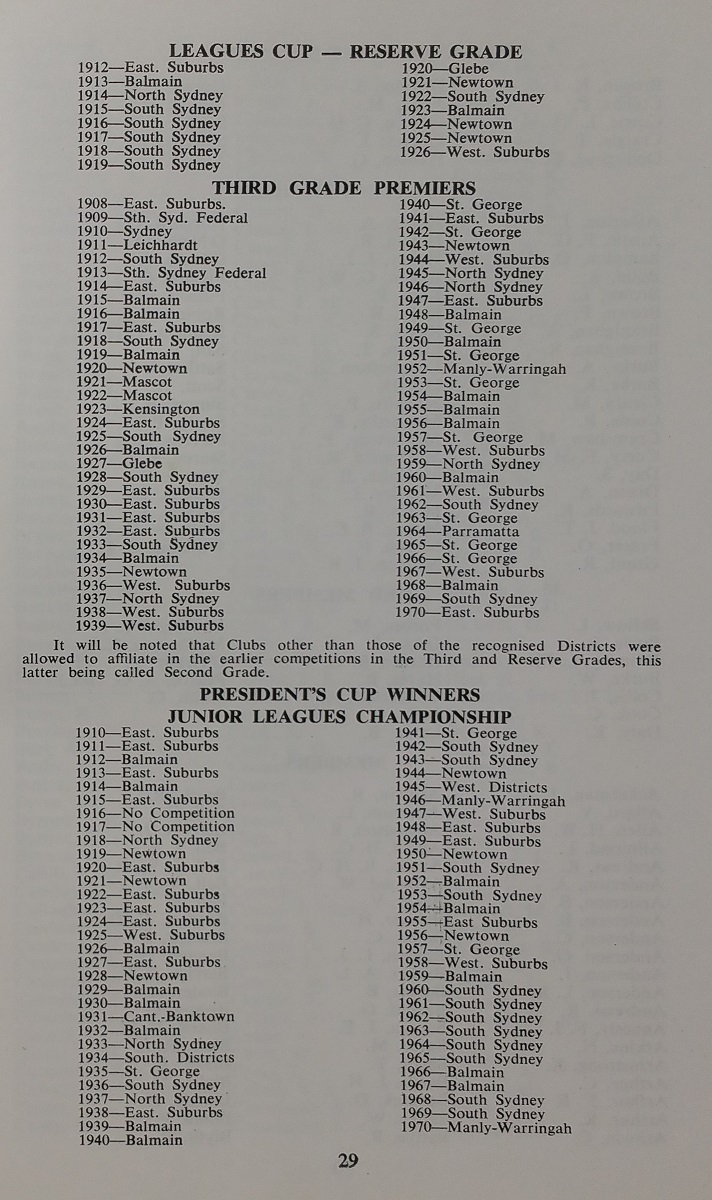 LEAGUES CUP — RESERVE GRADE
1912—East. Suburbs
1913—Balmain
1914—North Sydney
1915—South Sydney
1916—South Sydney
1917—South Sydney
1918—South Sydney
1919—South Sydney
1920—Glebe
1921—Newtown
1922—South Sydney
1923—Balmain
1924—Newtown
1925—Newtown
1926—West. Suburbs
THIRD GRADE PREMIERS
1908—East. Suburbs.
1909—Sth. Syd. Federal
1910—Sydney
1911—Leichhardt
1912—South Sydney
1913—Sth. Sydney Federal
1914—East. Suburbs
1915—Balmain
1916—Balmain
1917—East. Suburbs
1918—South Sydney
1919—Balmain
1920—Newtown
1921—Mascot
1922—Mascot
1923—Kensington
1924—East. Suburbs
1925—South Sydney
1926—Balmain
1927—Glebe
1928—South Sydney
1929—East. Suburbs
1930—East. Suburbs
1931—East. Suburbs
1932—East. Suburbs
1933—South Sydney
1934—Balmain
1935—Newtown
1936—West. Suburbs
1937—North Sydney
1938—West. Suburbs
1939—West. Suburbs
1940—St. George
1941—East. Suburbs
1942—St. George
1943—Newtown
1944—West. Suburbs
1945—North Sydney
1946—North Sydney
1947—East. Suburbs
1948—Balmain
1949—St. George
1950—Balmain
1951—St. George
1952—Manly-Warringah
1953—St. George
1954—Balmain
1955—Balmain
1956—Balmain
1957—St. George
1958—West. Suburbs
1959—North Sydney
1960—Balmain
1961—West. Suburbs
1962—South Sydney
1963—St. George
1964—Parramatta
1965—St. George
1966—St. George
1967—West. Suburbs
1968—Balmain
1969—South Sydney
1970—East. Suburbs
It will be noted that Clubs other than those of the recognised Districts were
allowed to affiliate in the earlier competitions in the Third and Reserve Grades, this
latter being called Second Grade.
PRESIDENT'S CUP WINNERS
JUNIOR LEAGUES CHAMPIONSHIP
1910—East. Suburbs
1911—East. Suburbs
1912—Balmain
1913—East. Suburbs
1914—Balmain
1915—East. Suburbs
1916—No Competition
1917—No Competition
1918—North Sydney
1919—Newtown
1920—East. Suburbs
1921—Newtown
1922—East. Suburbs
1923—East. Suburbs
1924—East. Suburbs
1925—West. Suburbs
1926—Balmain
1927—East. Suburbs
1928—Newtown
1929—Balmain
1930—Balmain
1931—Cant.-Banktown
1932—Balmain
1933—North Sydney
1934—South. Districts
1935—St. George
1936—South Sydney
1937—North Sydney
1938—East. Suburbs
1939—Balmain
1940—Balmain
1941—St. George
1942—South Sydney
1943—South Sydney
1944—Newtown
1945—West. Districts
1946—Manly-Warringah
1947—West. Suburbs
1948—East. Suburbs
1949—East. Suburbs
1950—Newtown
1951—South Sydney
1952—Balmain
1953—South Sydney
1954—Balmain
1955—East Suburbs
1956—Newtown
1957—St. George
1958—West. Suburbs
1959—Balmain
1960—South Sydney
1961—South Sydney
1962—South Sydney
1963—South Sydney
1964—South Sydney
1965—South Sydney
1966—Balmain
1967—Balmain
1968—South Sydney
1969—South Sydney
1970—Manly-Warringah
29